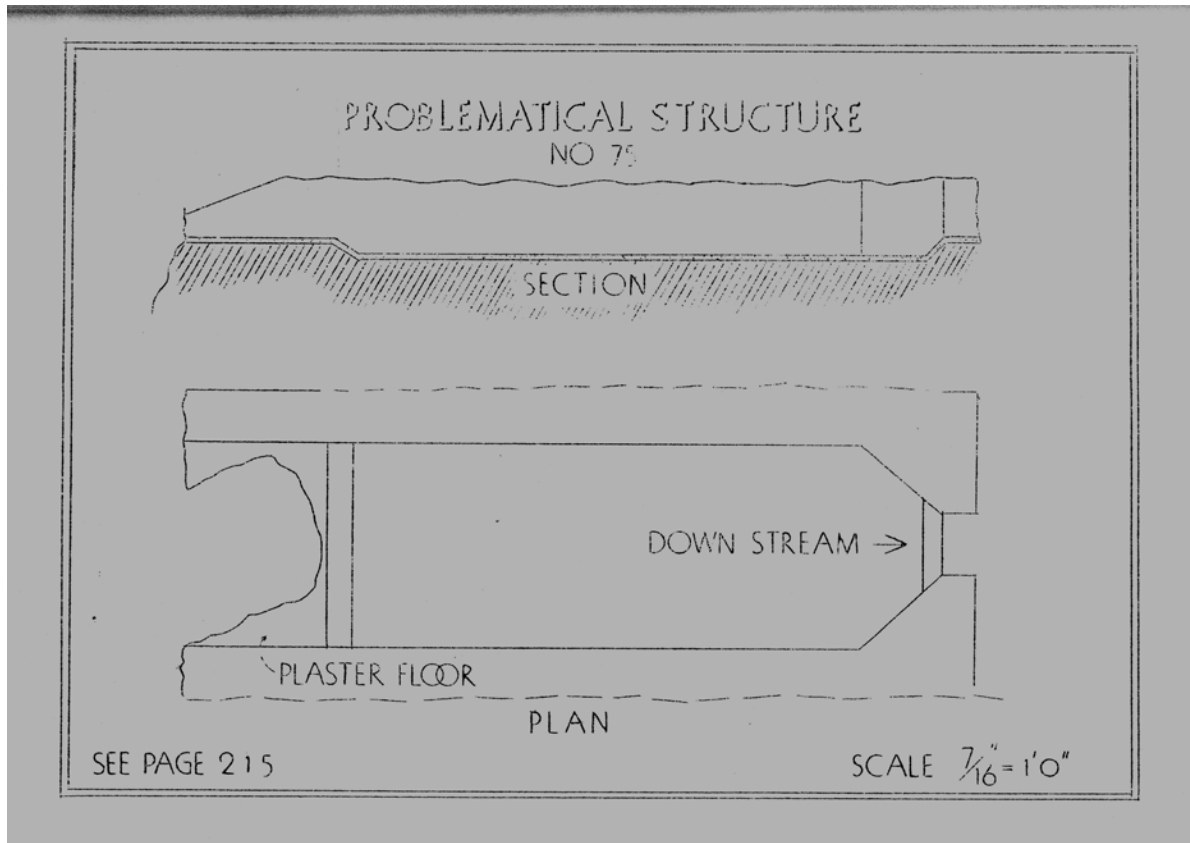 PROBLEMATICAL STRUCTURE
NO 75
SECTION
DOWN STREAM
PLASTER FLOOR
PLAN
SEE PAGE 215
SCALE 7/16" = 1'0"